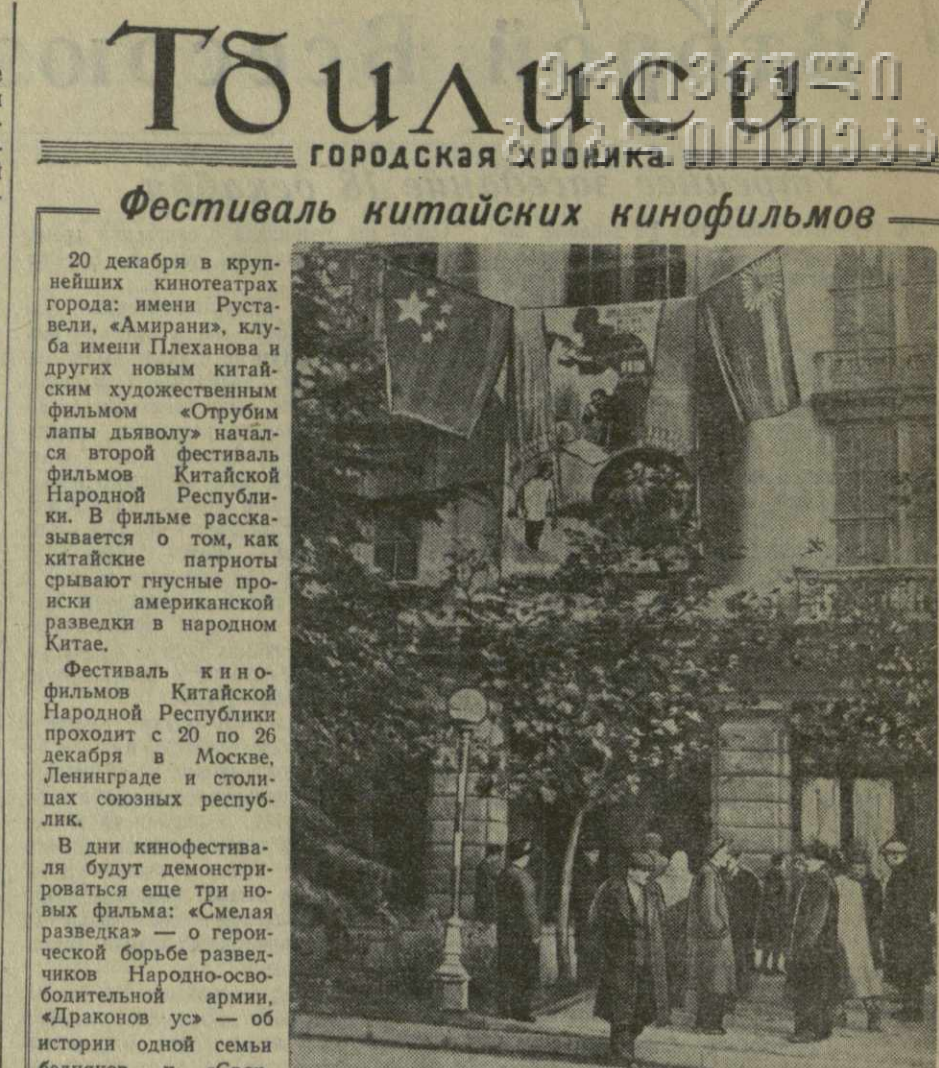 Тбилиси
ГОРОДСКАЯ ХРОНИКА
Фестиваль китайских кинофильмов
20 декабря в круп-
нейших кинотеатрах
города: имени Руста-
вели, «Амирани», клу-
ба имени Плеханова и
других новым китай-
ским художественным
фильмом «Отрубим
лапы дьяволу» начал-
ся второй фестиваль
фильмов Китайской
Народной Республи-
ки. В фильме расска-
зывается о том, как
китайские патриоты
срывают гнусные про-
иски американской
разведки в народном
Китае.
Фестиваль кино-
фильмов Китайской
Народной Республики
проходит с 20 по 26
декабря в Москве,
Ленинграде и столи-
цах союзных респуб-
лик.
В дни кинофестива-
ля будут демонстри-
роваться еще три но-
вых фильма: «Смелая
разведка» — о герои-
ческой борьбе развед-
чиков Народно-осво-
бодительной армии,
«Драконов ус» — об
истории одной семьи